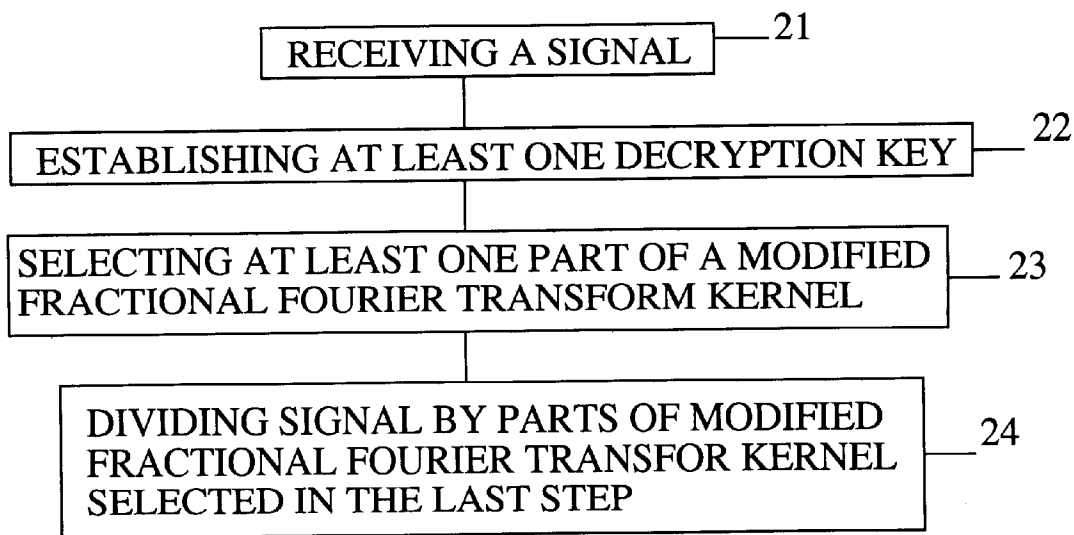 RECEIVING A SIGNAL
21
ESTABLISHING AT LEAST ONE DECRYPTION KEY
22
SELECTING AT LEAST ONE PART OF A MODIFIED
FRACTIONAL FOURIER TRANSFORM KERNEL
23
DIVIDING SIGNAL BY PARTS OF MODIFIED
FRACTIONAL FOURIER TRANSFOR KERNEL
SELECTED IN THE LAST STEP
24